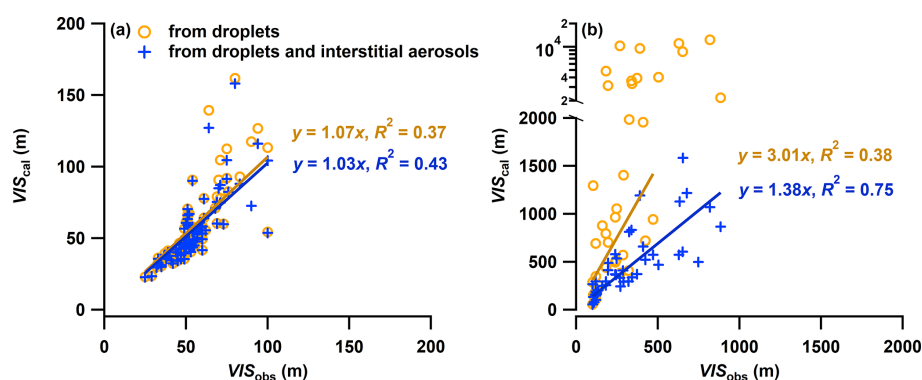 (a)
from droplets
from droplets and interstitial aerosols
y = 1.07x, R² = 0.37
y = 1.03x, R² = 0.43
VIScal (m)
200
150
100
50
0
0 50 100 150 200
VISobs (m)
(b)
y = 3.01x, R² = 0.38
y = 1.38x, R² = 0.75
VIScal (m)
2
10⁴
4
2
2000
1500
1000
500
0
0 500 1000 1500 2000
VISobs (m)